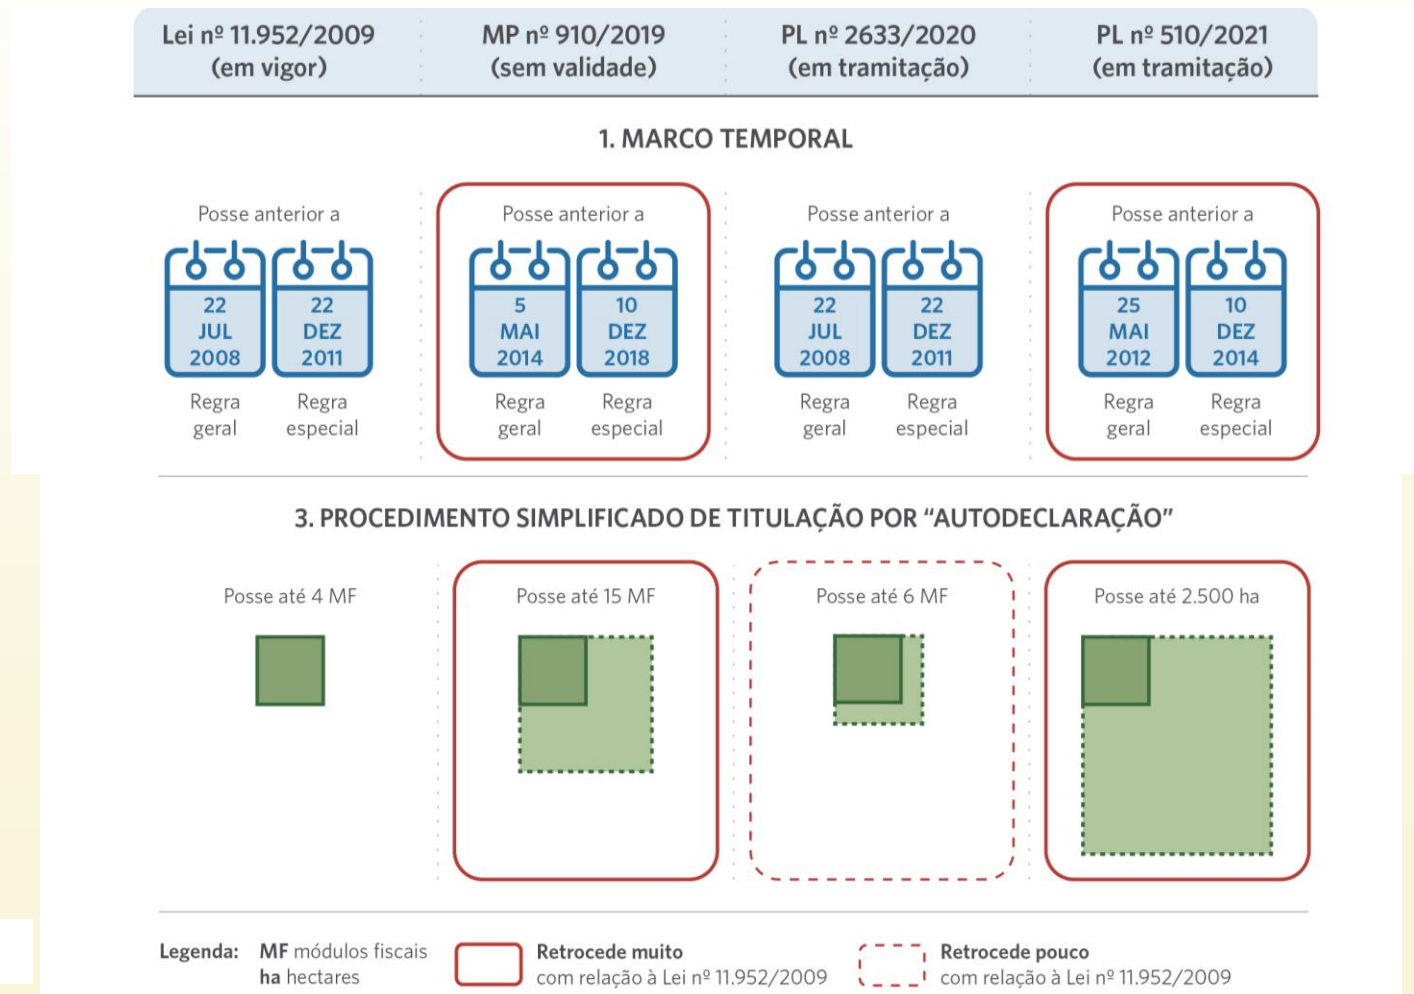 Lei nº 11.952/2009
(em vigor)
MP nº 910/2019
(sem validade)
PL nº 2633/2020
(em tramitação)
PL nº 510/2021
(em tramitação)
1. MARCO TEMPORAL
Posse anterior a
22
JUL
2008
Regra
geral
22
DEZ
2011
Regra
especial
Posse anterior a
5
MAI
2014
Regra
geral
10
DEZ
2018
Regra
especial
Posse anterior a
22
JUL
2008
Regra
geral
22
DEZ
2011
Regra
especial
Posse anterior a
25
MAI
2012
Regra
geral
10
DEZ
2014
Regra
especial
3. PROCEDIMENTO SIMPLIFICADO DE TITULAÇÃO POR “AUTODECLARAÇÃO”
Posse até 4 MF
Posse até 15 MF
Posse até 6 MF
Posse até 2.500 ha
Legenda:
MF módulos fiscais
ha hectares
Retrocede muito
com relação à Lei nº 11.952/2009
Retrocede pouco
com relação à Lei nº 11.952/2009